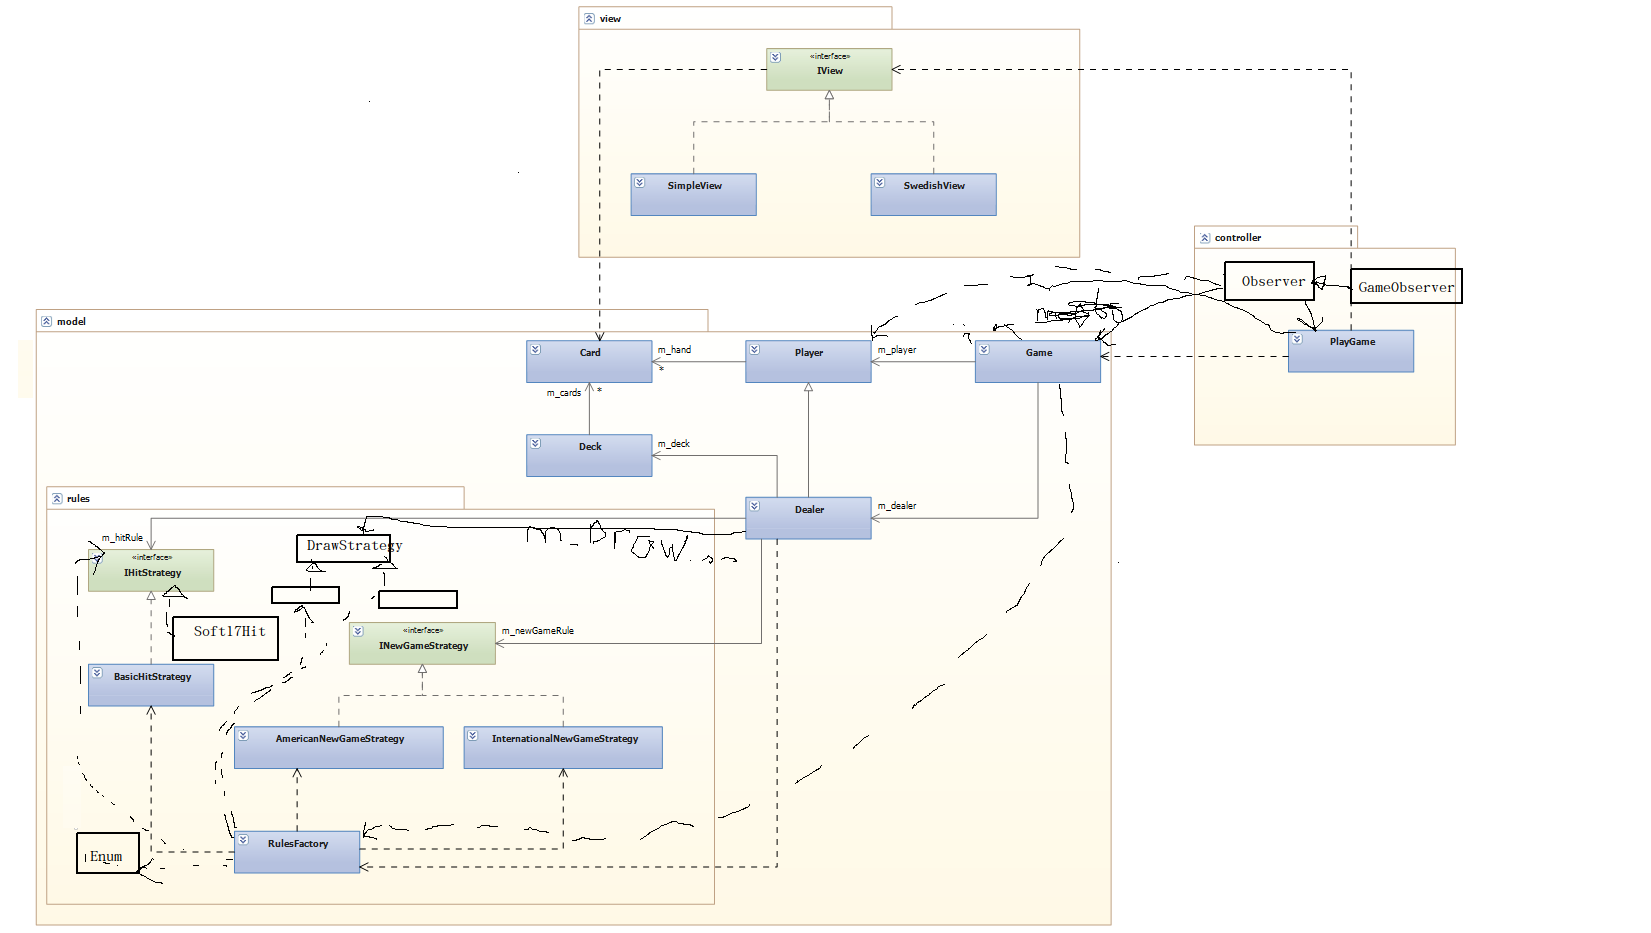 view
«interface»
IView
SimpleView
SwedishView
controller
Observer
GameObserver
PlayGame
model
Card
m_hand
*
Player
m_player
Game
m_cards
*
Deck
m_deck
rules
Dealer
m_dealer
m_hitRule
«interface»
IHitStrategy
DrawStrategy
m_Draw...
Soft17Hit
«interface»
INewGameStrategy
m_newGameRule
BasicHitStrategy
AmericanNewGameStrategy
InternationalNewGameStrategy
RulesFactory
Enum